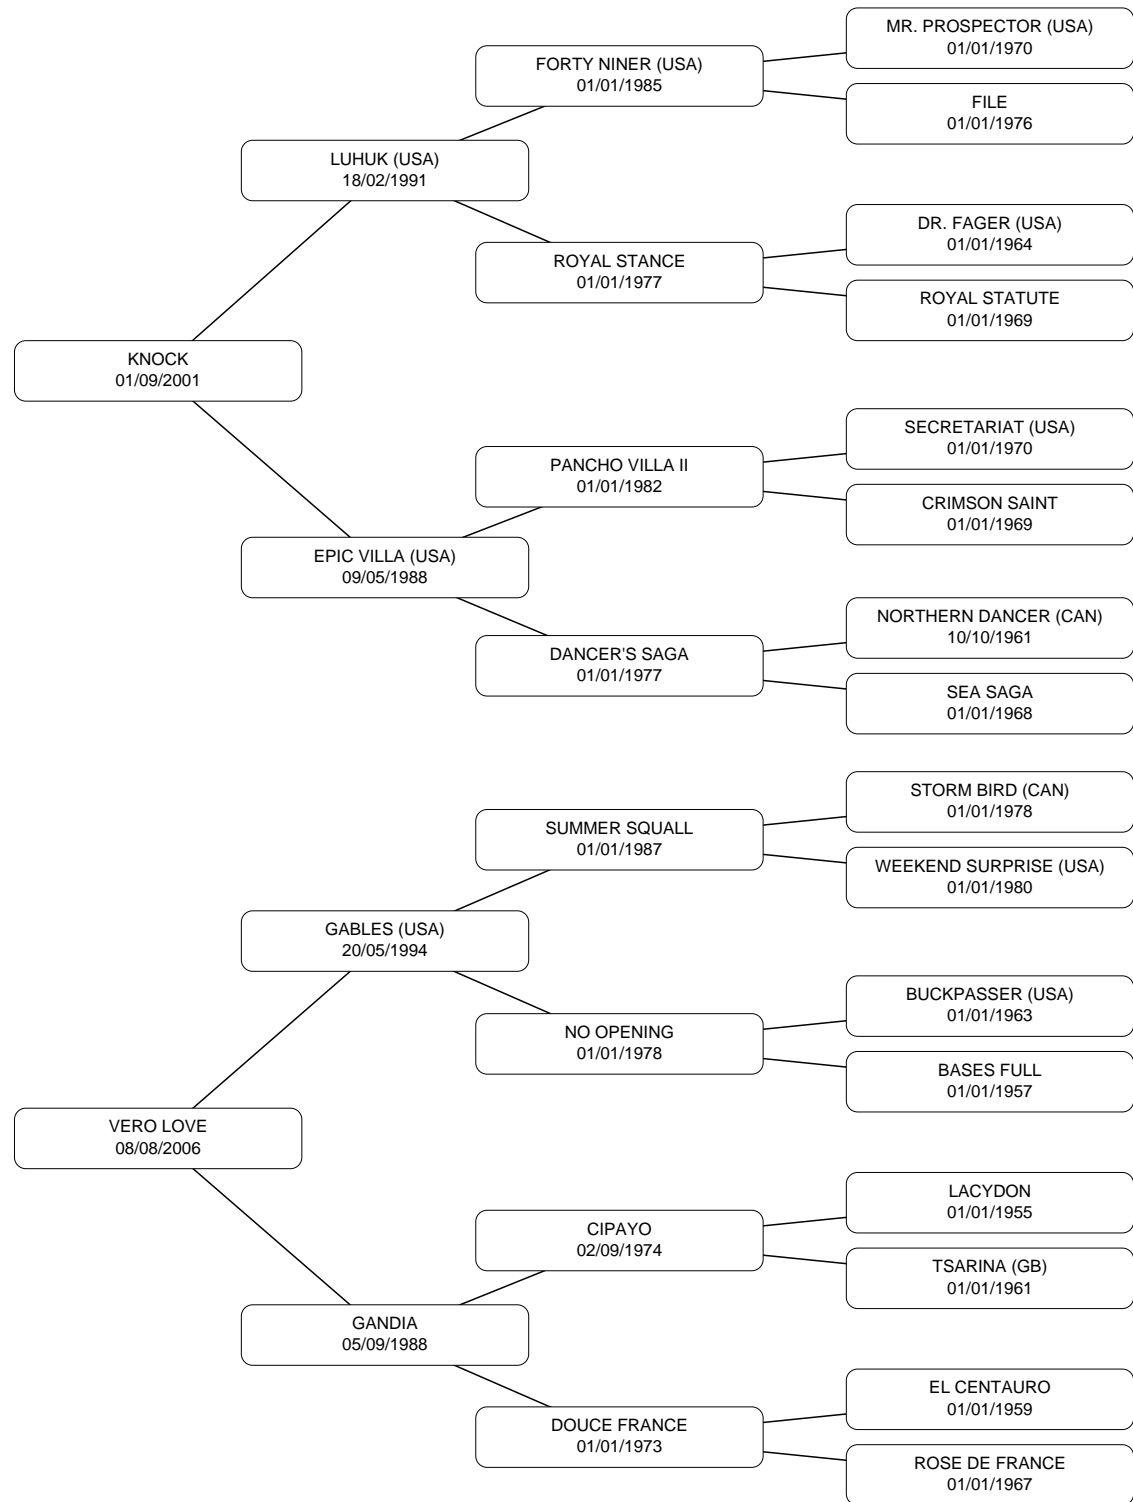 MR. PROSPECTOR (USA)
01/01/1970
FORTY NINER (USA)
01/01/1985
FILE
01/01/1976
LUHUK (USA)
18/02/1991
DR. FAGER (USA)
01/01/1964
ROYAL STANCE
01/01/1977
ROYAL STATUTE
01/01/1969
KNOCK
01/09/2001
SECRETARIAT (USA)
01/01/1970
PANCHO VILLA II
01/01/1982
CRIMSON SAINT
01/01/1969
EPIC VILLA (USA)
09/05/1988
NORTHERN DANCER (CAN)
10/10/1961
DANCER'S SAGA
01/01/1977
SEA SAGA
01/01/1968
STORM BIRD (CAN)
01/01/1978
SUMMER SQUALL
01/01/1987
WEEKEND SURPRISE (USA)
01/01/1980
GABLES (USA)
20/05/1994
BUCKPASSER (USA)
01/01/1963
NO OPENING
01/01/1978
BASES FULL
01/01/1957
VERO LOVE
08/08/2006
LACYDON
01/01/1955
CIPAYO
02/09/1974
TSARINA (GB)
01/01/1961
GANDIA
05/09/1988
EL CENTAURO
01/01/1959
DOUCE FRANCE
01/01/1973
ROSE DE FRANCE
01/01/1967